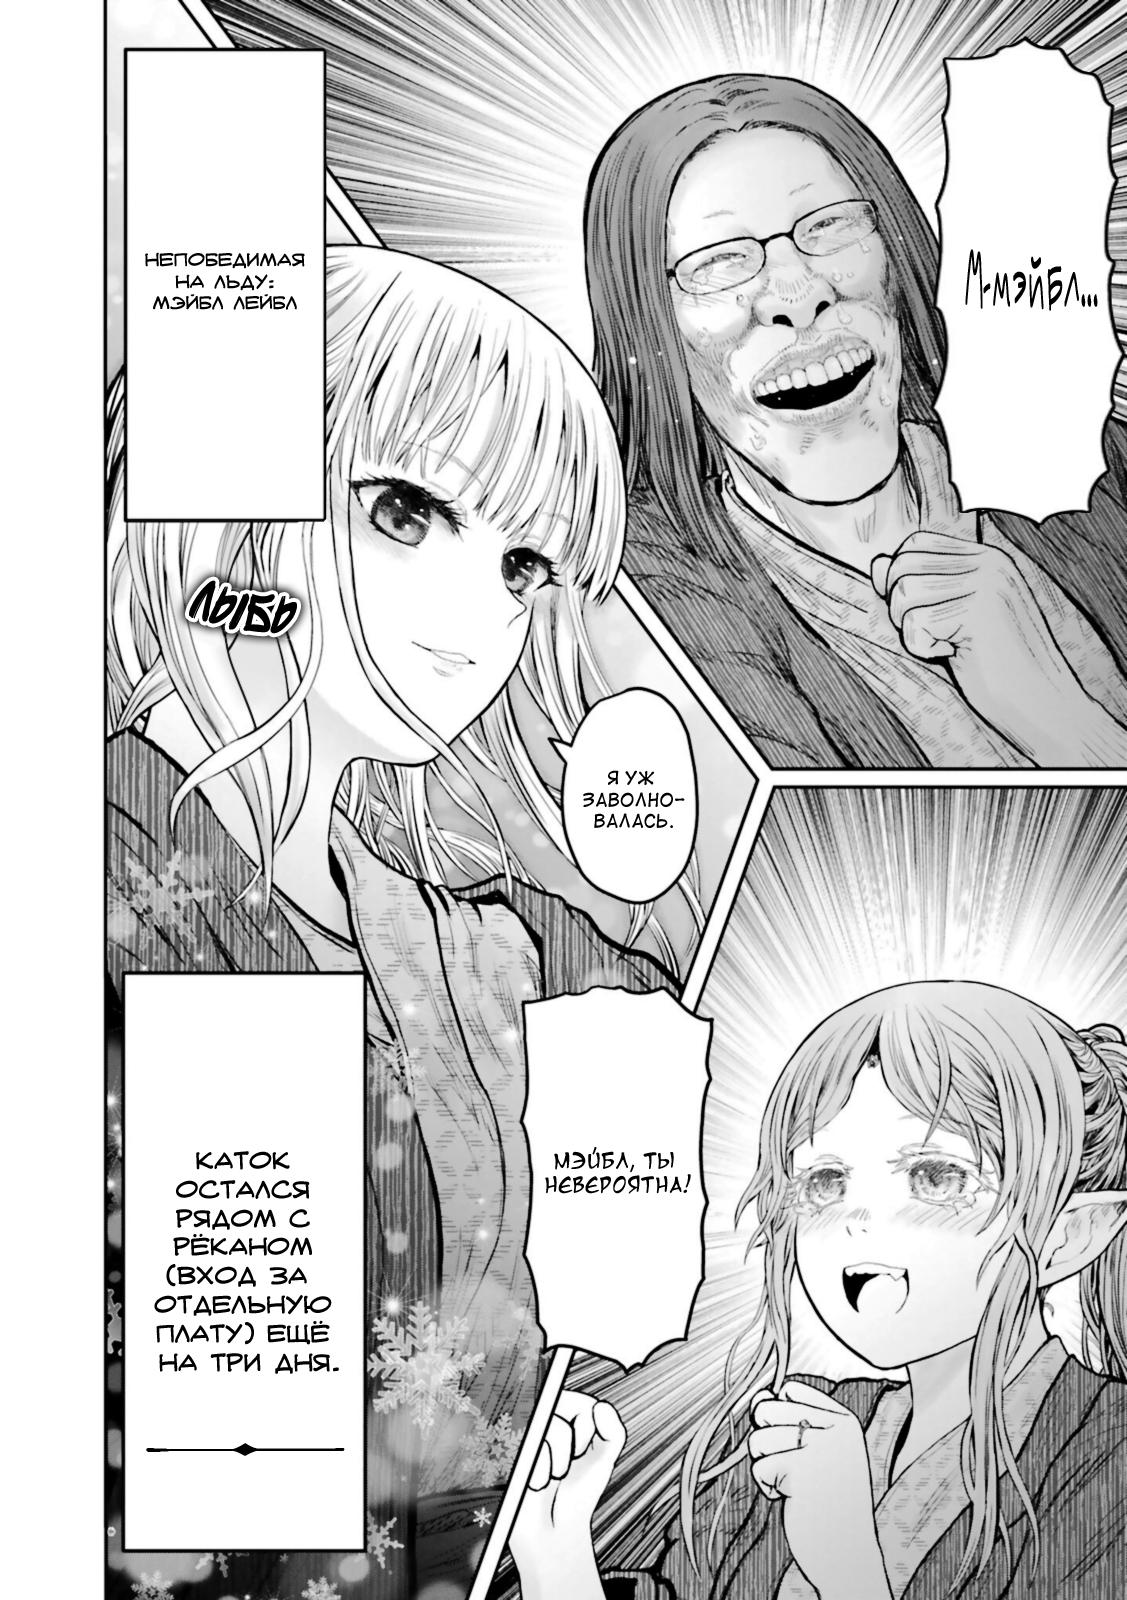 М-МЭЙБЛ...
НЕПОБЕДИМАЯ
НА ЛЬДУ:
МЭЙБЛ ЛЕЙБЛ
ЛЫБЬ
Я УЖ
ЗАВОЛНО-
ВАЛАСЬ.
МЭЙБЛ, ТЫ
НЕВЕРОЯТНА!
КАТОК
ОСТАЛСЯ
РЯДОМ С
РЁКАНОМ
(ВХОД ЗА
ОТДЕЛЬНУЮ
ПЛАТУ) ЕЩЁ
НА ТРИ ДНЯ.